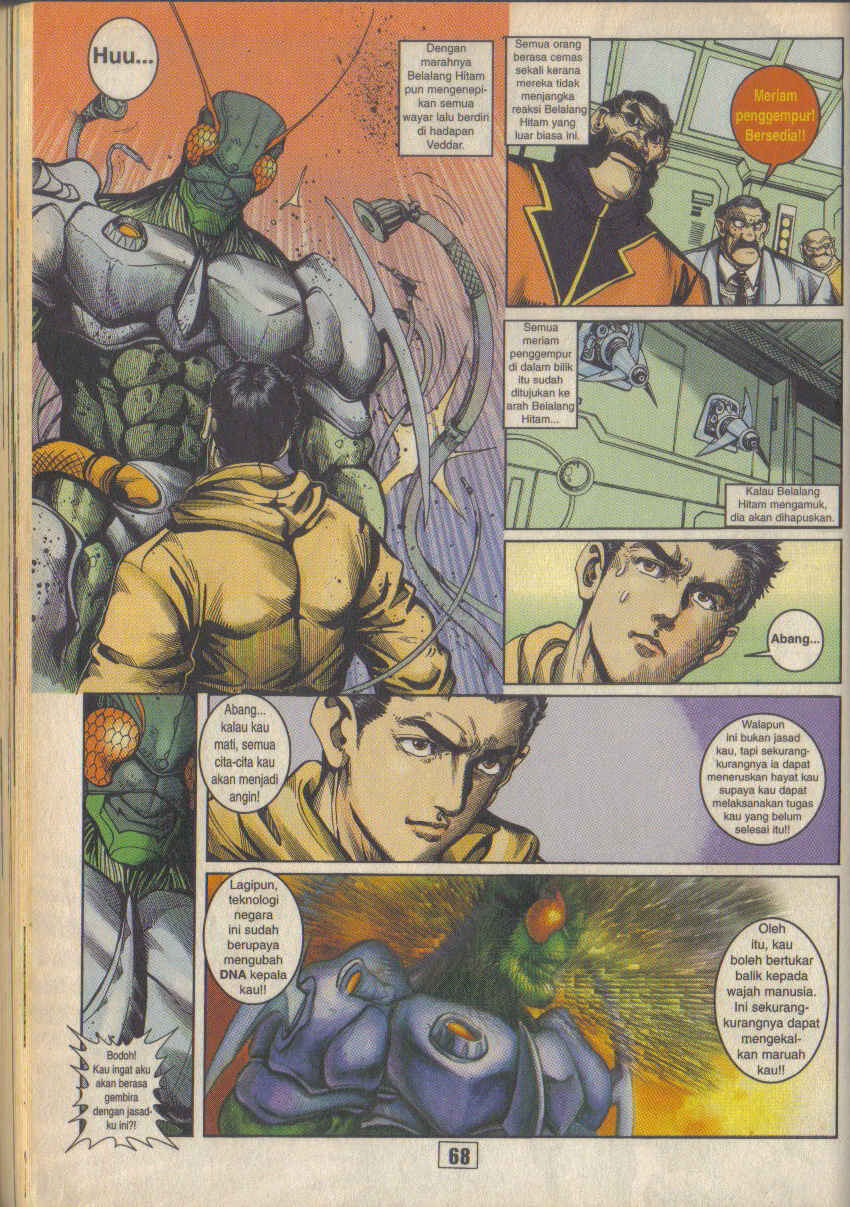 Huu...
Dengan
marahnya
Belalang Hitam
pun mengenepi-
kan semua
wayar lalu berdiri
di hadapan
Veddar.
Semua orang
berasa cemas
sekali kerana
mereka tidak
menjangka
reaksi Belalang
Hitam yang
luar biasa ini.
Meriam
penggempur!
Bersedia!!
Semua
meriam
penggempur
di dalam bilik
itu sudah
ditujukan ke
arah Belalang
Hitam...
Kalau Belalang
Hitam mengamuk,
dia akan dihapuskan.
Abang...
Abang...
kalau kau
mati, semua
cita-cita kau
akan menjadi
angin!
Walapun
ini bukan jasad
kau, tapi sekurang-
kurangnya ia dapat
meneruskan hayat kau
supaya kau dapat
melaksanakan tugas
kau yang belum
selesai itu!!
Bodoh!
Kau ingat aku
akan berasa
gembira
dengan jasad-
ku ini?!
Lagipun,
teknologi
negara
ini sudah
berupaya
mengubah
DNA kepala
kau!!
Oleh
itu, kau
boleh bertukar
balik kepada
wajah manusia.
Ini sekurang-
kurangnya dapat
mengekal-
kan maruah
kau!!
68